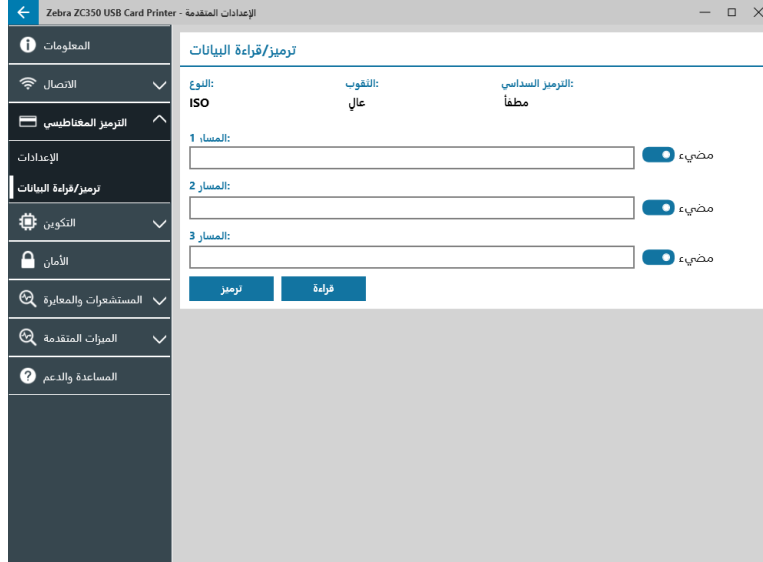 Zebra ZC350 USB Card Printer - الإعدادات المتقدمة
المعلومات
الاتصال
الترميز المغناطيسي
الإعدادات
ترميز/قراءة البيانات
التكوين
الأمان
المستشعرات والمعايرة
الميزات المتقدمة
المساعدة والدعم
ترميز/قراءة البيانات
النوع: الثقوب: الترميز السداسي:
ISO عالٍ مطفأ
المسار 1:
مضيء
المسار 2:
مضيء
المسار 3:
مضيء
ترميز قراءة